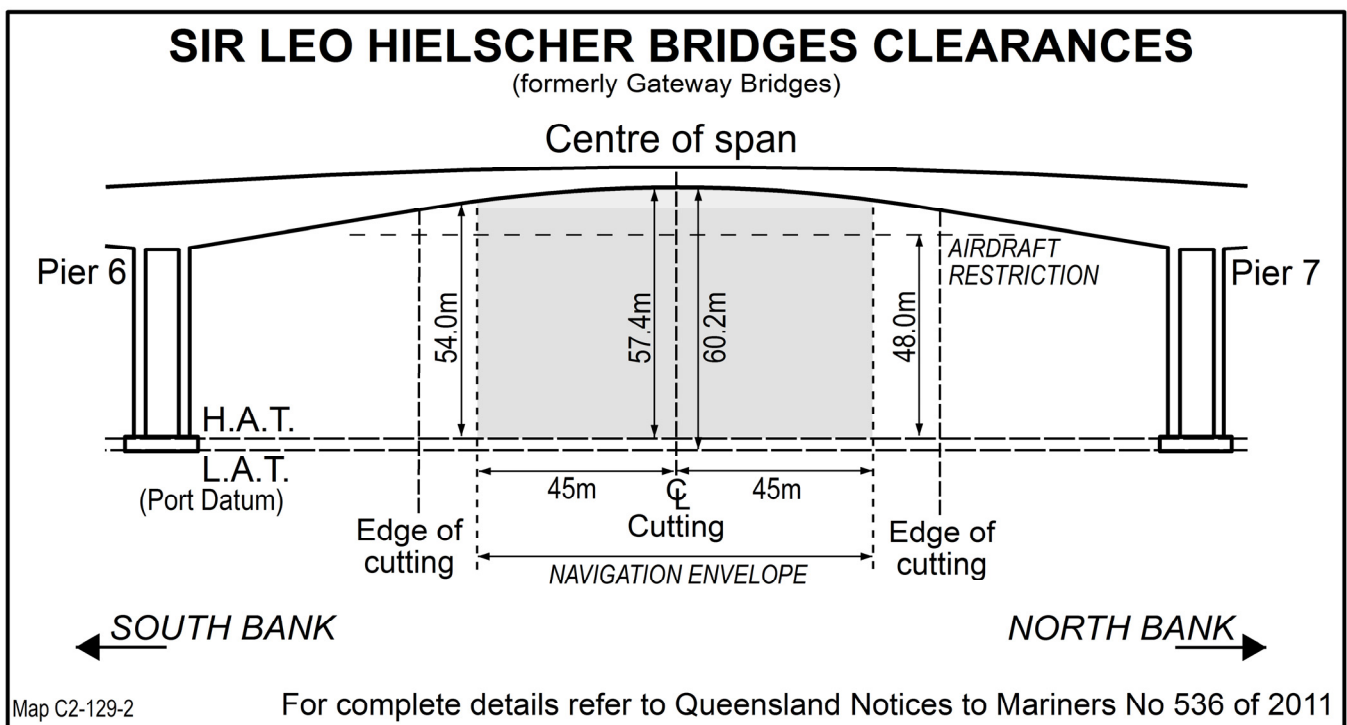 SIR LEO HIELSCHER BRIDGES CLEARANCES
(formerly Gateway Bridges)
Centre of span
Pier 6
AIRDRAFT
RESTRICTION
Pier 7
54.0m
57.4m
60.2m
48.0m
H.A.T.
L.A.T.
(Port Datum)
45m
℄
45m
Edge of
cutting
Cutting
Edge of
cutting
NAVIGATION ENVELOPE
SOUTH BANK
NORTH BANK
Map C2-129-2
For complete details refer to Queensland Notices to Mariners No 536 of 2011